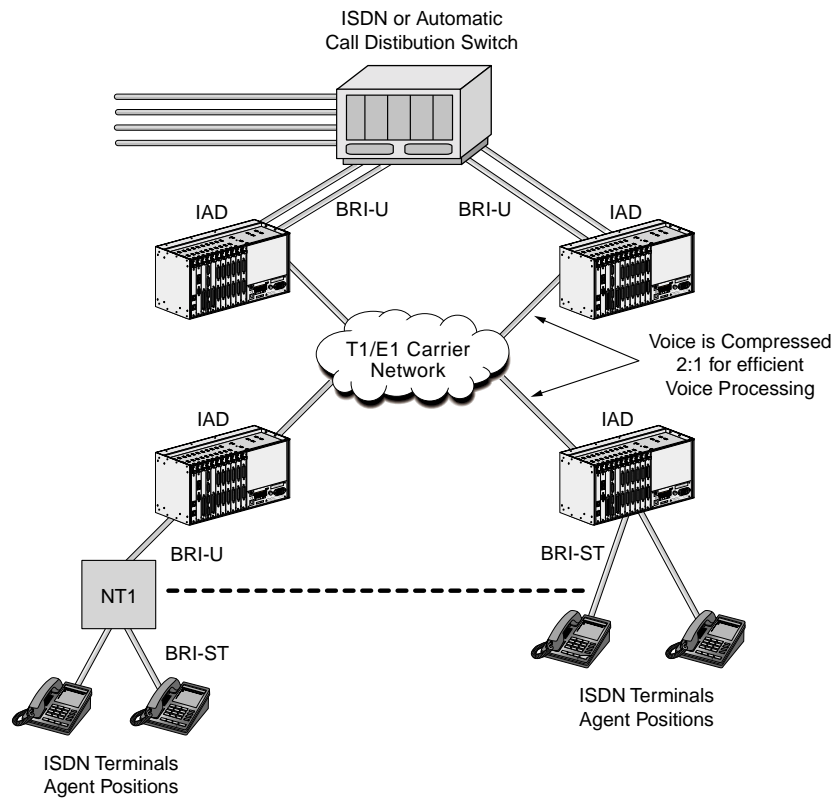 ISDN or Automatic
Call Distibution Switch
BRI-U
BRI-U
IAD
IAD
T1/E1 Carrier
Network
Voice is Compressed
2:1 for efficient
Voice Processing
IAD
IAD
BRI-U
BRI-ST
NT1
BRI-ST
ISDN Terminals
Agent Positions
ISDN Terminals
Agent Positions